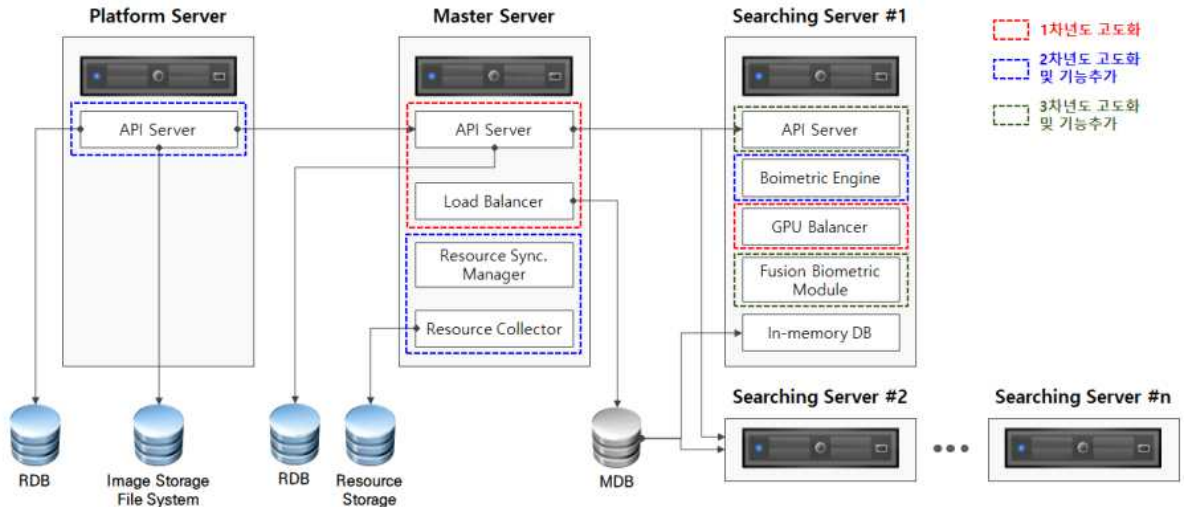 Platform Server
Master Server
Searching Server #1
1차년도 고도화
2차년도 고도화
및 기능추가
3차년도 고도화
및 기능추가
API Server
API Server
API Server
Boimetric Engine
Load Balancer
GPU Balancer
Resource Sync.
Manager
Fusion Biometric
Module
Resource Collector
In-memory DB
Searching Server #2
Searching Server #n
RDB
Image Storage
File System
RDB
Resource
Storage
MDB